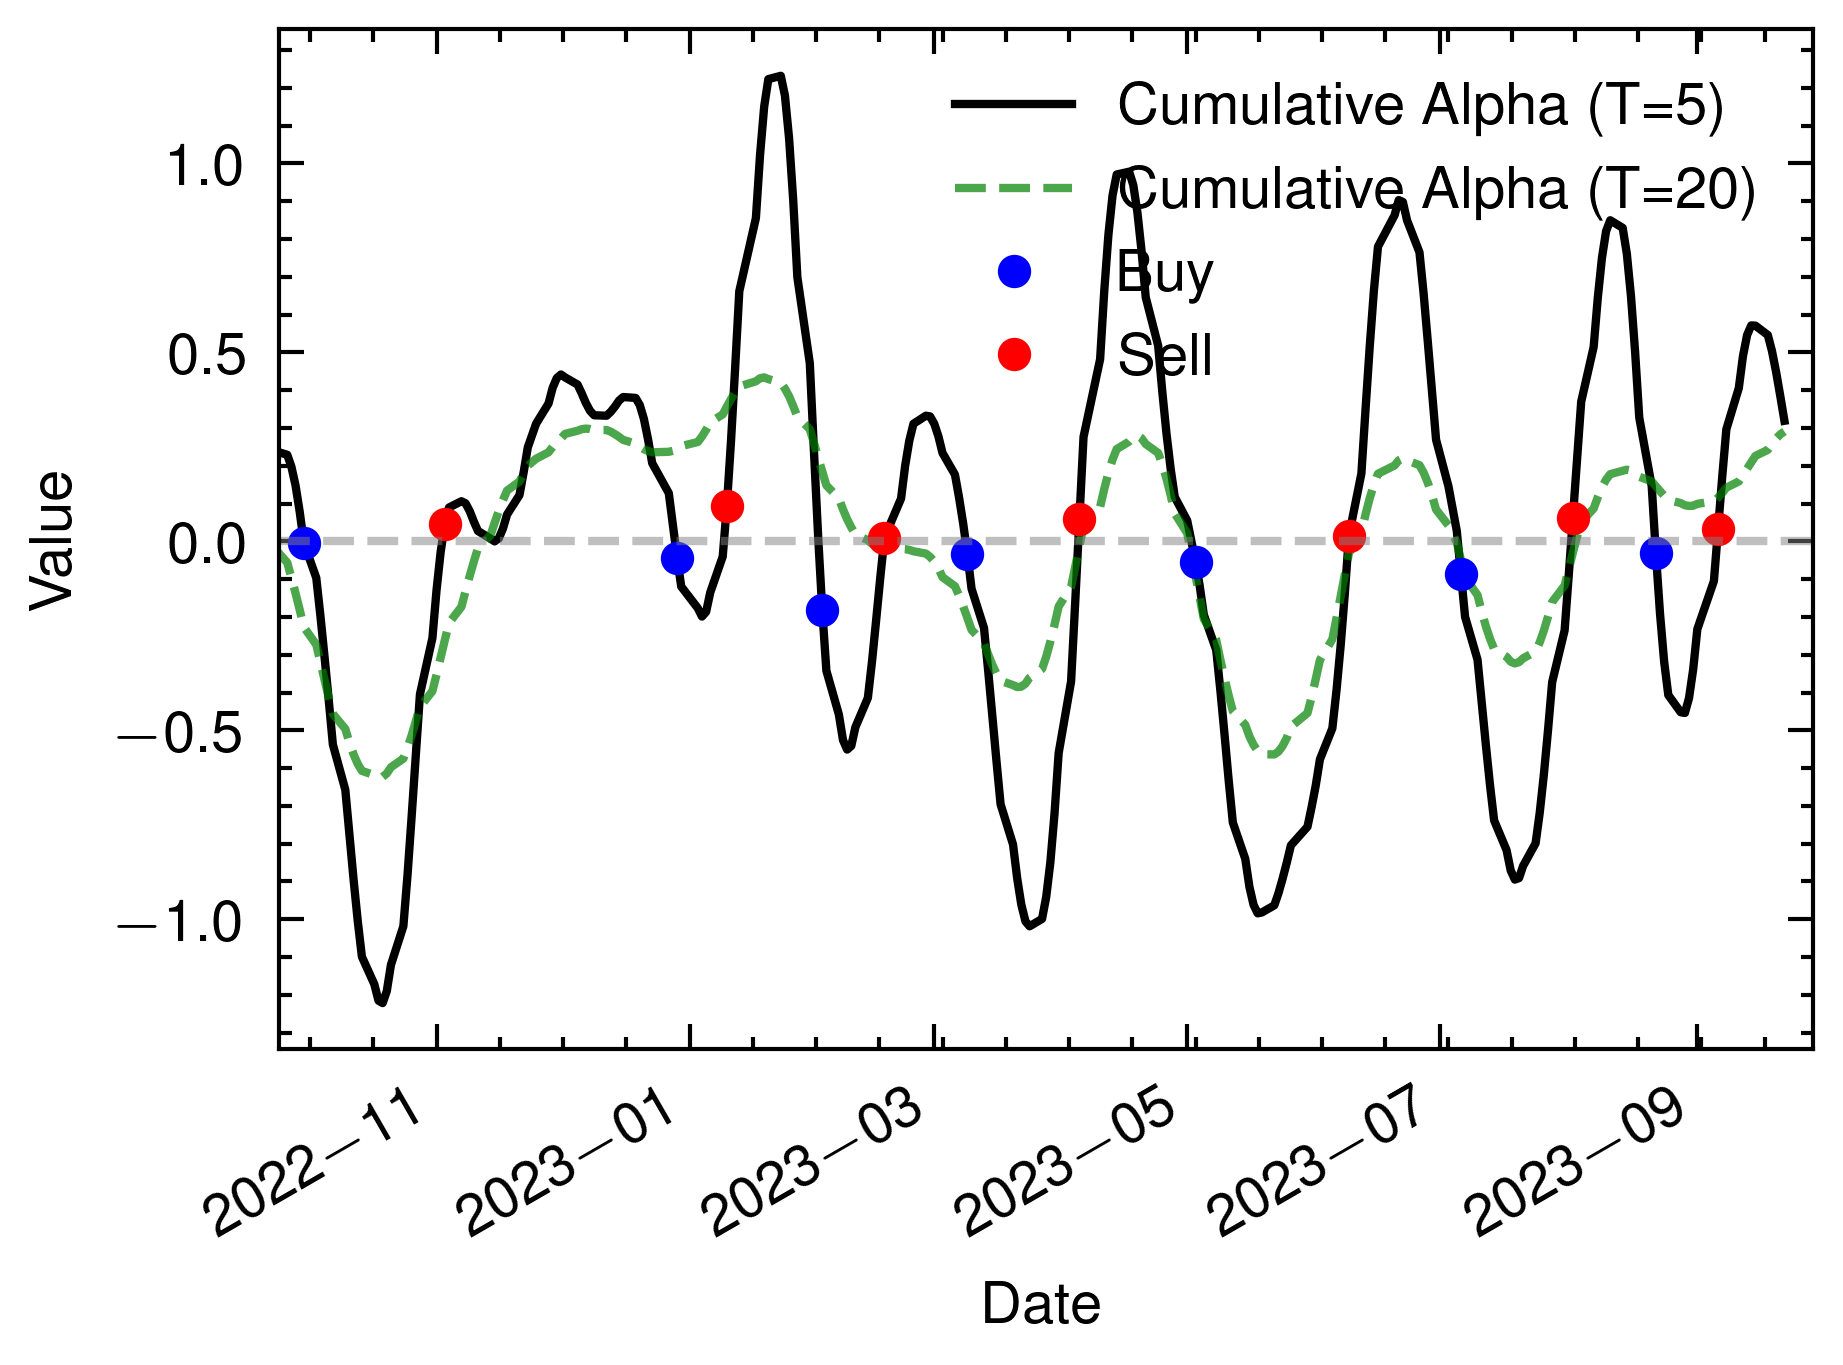 Cumulative Alpha (T=5)
Cumulative Alpha (T=20)
Buy
Sell
1.0
0.5
0.0
−0.5
−1.0
Value
2022−11
2023−01
2023−03
2023−05
2023−07
2023−09
Date